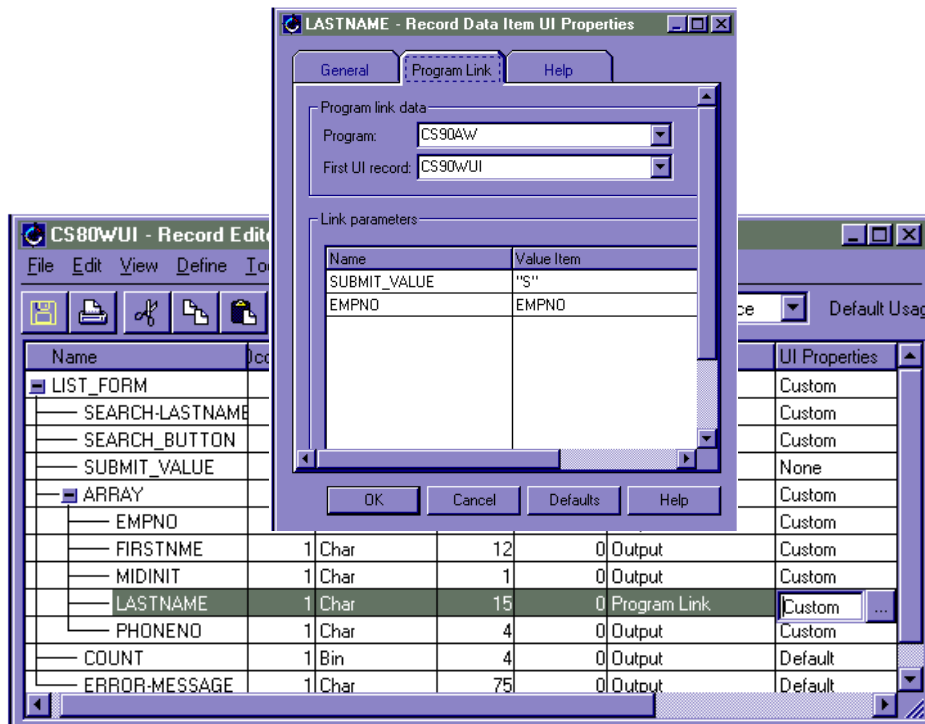 LASTNAME - Record Data Item UI Properties
General Program Link Help
Program link data
Program: CS90AW
First UI record: CS90WUI
Link parameters
Name Value Item
SUBMIT_VALUE "S"
EMPNO EMPNO
OK Cancel Defaults Help
CS80WUI - Record Edito
File Edit View Define Too
ce Default Usag
Name Occ UI Properties
LIST_FORM Custom
SEARCH-LASTNAME Custom
SEARCH_BUTTON Custom
SUBMIT_VALUE None
ARRAY Custom
EMPNO Custom
FIRSTNME 1 Char 12 0 Output Custom
MIDINIT 1 Char 1 0 Output Custom
LASTNAME 1 Char 15 0 Program Link Custom ...
PHONENO 1 Char 4 0 Output Custom
COUNT 1 Bin 4 0 Output Default
ERROR-MESSAGE 1 Char 75 0 Output Default